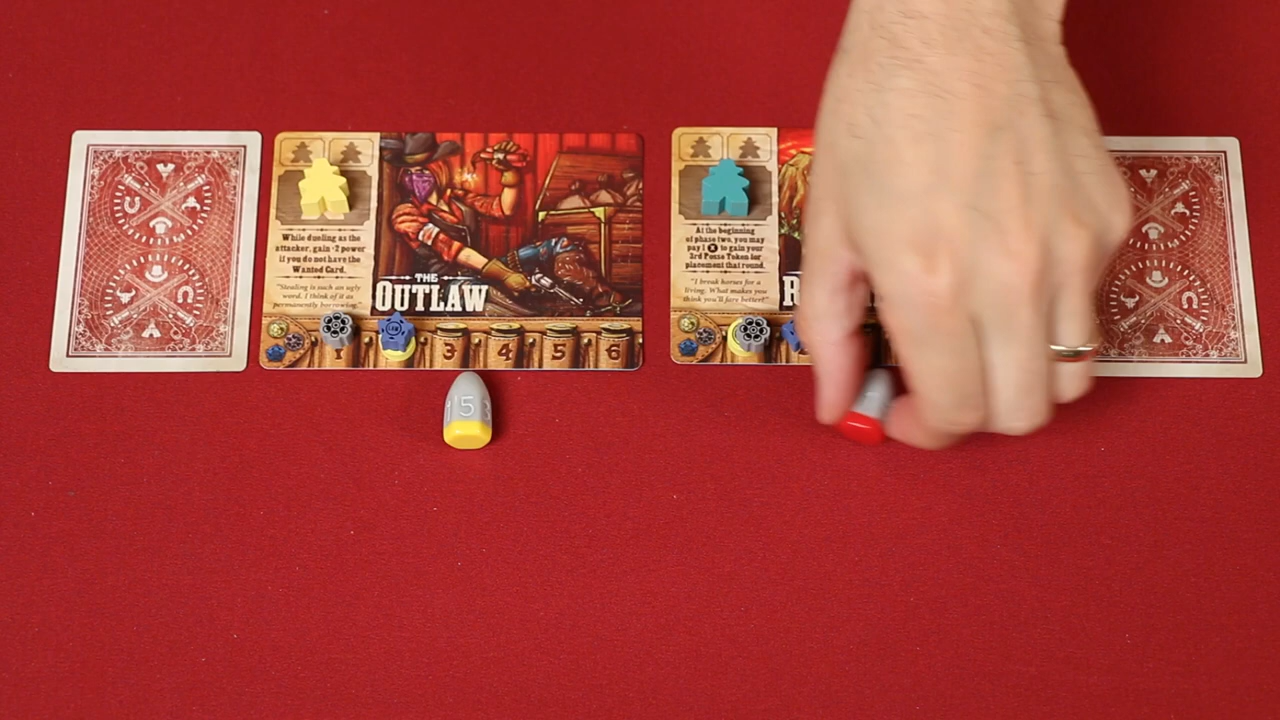 While dueling as the
attacker, gain +2 power
if you do not have the
Wanted Card.
"Stealing is such an ugly
word. I think of it as
permanently borrowing."
THE
OUTLAW
1
3
4
5
6
5
At the beginning
of phase two, you may
pay 1 to gain your
3rd Posse Token for
placement that round.
"I break horses for a
living. What makes you
think you'll fare better?"
R